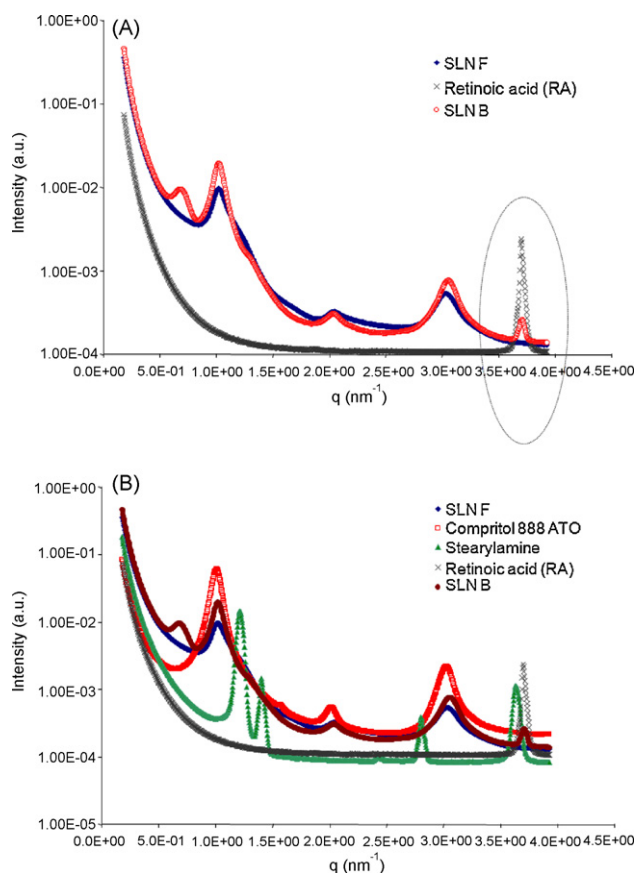 (A)
1.00E+00
1.00E-01
1.00E-02
1.00E-03
1.00E-04
Intensity (a.u.)
SLN F
Retinoic acid (RA)
SLN B
0.0E+00 5.0E-01 1.0E+00 1.5E+00 2.0E+00 2.5E+00 3.0E+00 3.5E+00 4.0E+00 4.5E+00
q (nm⁻¹)
(B)
1.00E+00
1.00E-01
1.00E-02
1.00E-03
1.00E-04
1.00E-05
Intensity (a.u.)
SLN F
Compritol 888 ATO
Stearylamine
Retinoic acid (RA)
SLN B
0.0E+00 5.0E-01 1.0E+00 1.5E+00 2.0E+00 2.5E+00 3.0E+00 3.5E+00 4.0E+00 4.5E+00
q (nm⁻¹)